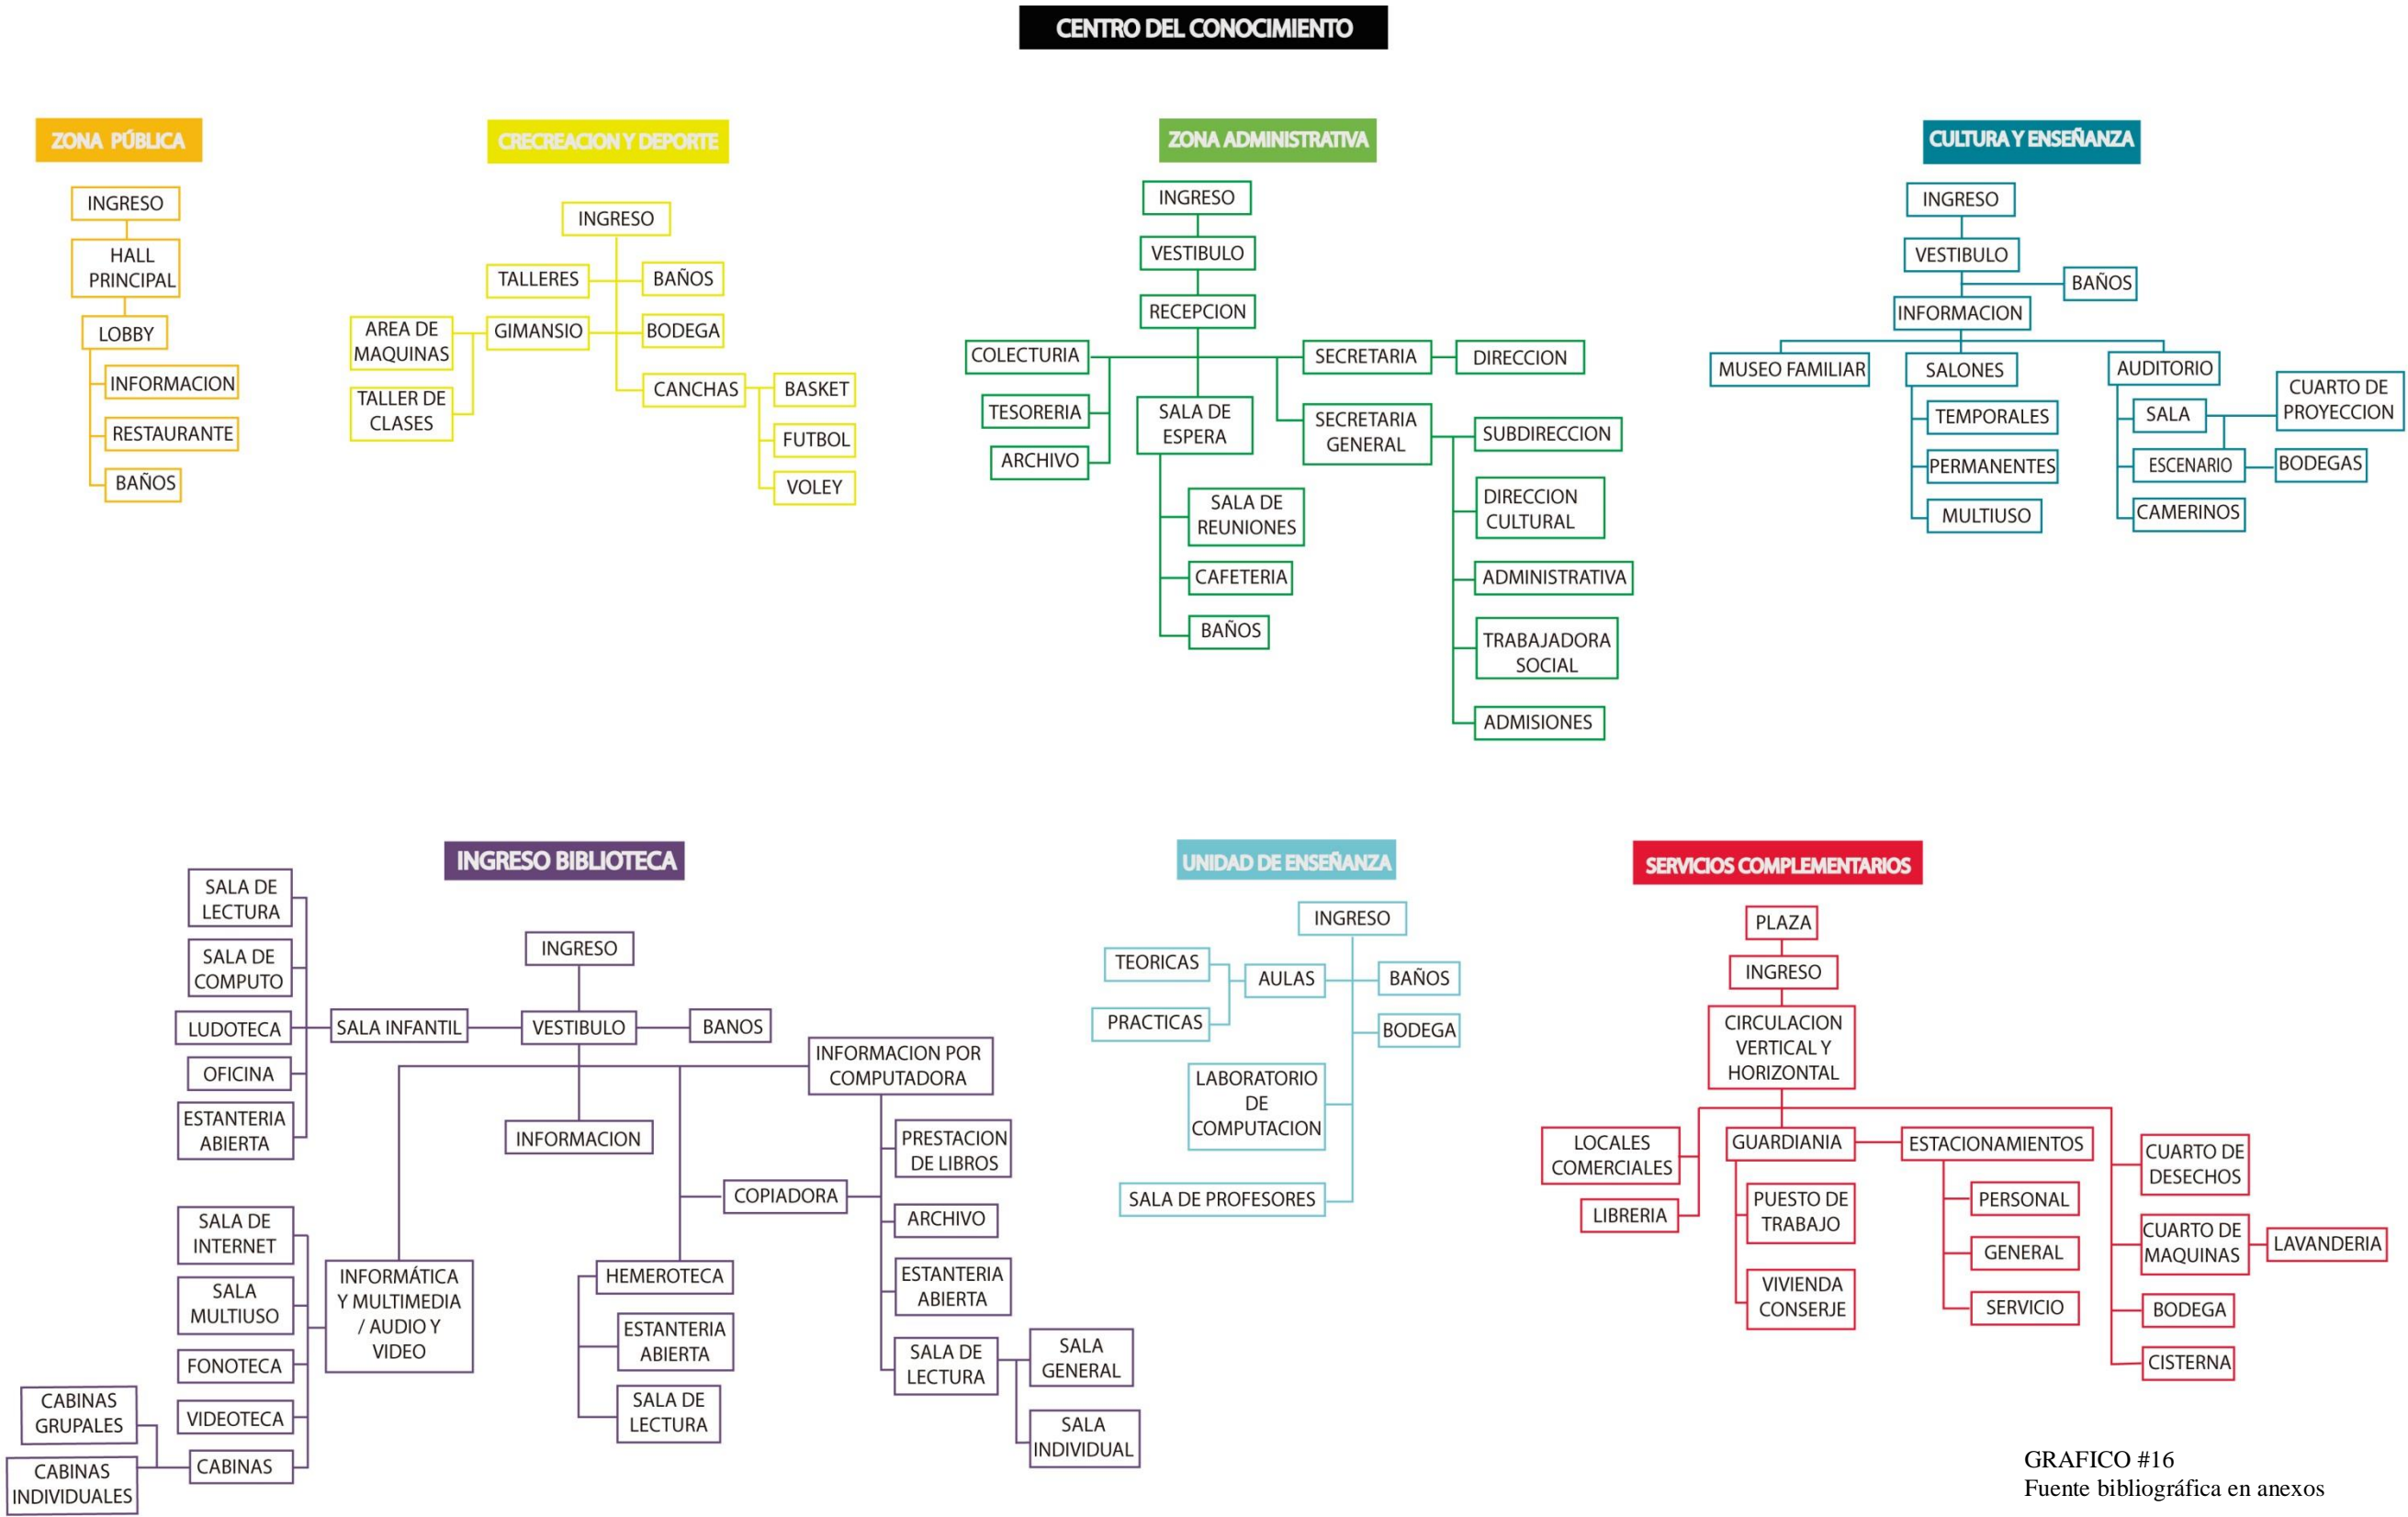 CENTRO DEL CONOCIMIENTO
ZONA PÚBLICA
INGRESO
HALL
PRINCIPAL
LOBBY
INFORMACION
RESTAURANTE
BAÑOS
CRECREACION Y DEPORTE
INGRESO
TALLERES
BAÑOS
AREA DE
MAQUINAS
GIMANSIO
BODEGA
TALLER DE
CLASES
CANCHAS
BASKET
FUTBOL
VOLEY
ZONA ADMINISTRATIVA
INGRESO
VESTIBULO
RECEPCION
COLECTURIA
SECRETARIA
DIRECCION
TESORERIA
SALA DE
ESPERA
SECRETARIA
GENERAL
SUBDIRECCION
ARCHIVO
SALA DE
REUNIONES
DIRECCION
CULTURAL
CAFETERIA
ADMINISTRATIVA
BAÑOS
TRABAJADORA
SOCIAL
ADMISIONES
CULTURA Y ENSEÑANZA
INGRESO
VESTIBULO
BAÑOS
INFORMACION
MUSEO FAMILIAR
SALONES
AUDITORIO
TEMPORALES
SALA
CUARTO DE
PROYECCION
PERMANENTES
ESCENARIO
BODEGAS
MULTIUSO
CAMERINOS
INGRESO BIBLIOTECA
SALA DE
LECTURA
SALA DE
COMPUTO
INGRESO
LUDOTECA
SALA INFANTIL
VESTIBULO
BANOS
OFICINA
INFORMACION POR
COMPUTADORA
ESTANTERIA
ABIERTA
INFORMACION
PRESTACION
DE LIBROS
COPIADORA
ARCHIVO
SALA DE
INTERNET
INFORMÁTICA
Y MULTIMEDIA
/ AUDIO Y
VIDEO
HEMEROTECA
ESTANTERIA
ABIERTA
SALA
MULTIUSO
ESTANTERIA
ABIERTA
FONOTECA
SALA DE
LECTURA
SALA
GENERAL
CABINAS
GRUPALES
VIDEOTECA
SALA DE
LECTURA
SALA
INDIVIDUAL
CABINAS
INDIVIDUALES
CABINAS
UNIDAD DE ENSEÑANZA
INGRESO
TEORICAS
AULAS
BAÑOS
PRACTICAS
BODEGA
LABORATORIO
DE
COMPUTACION
SALA DE PROFESORES
SERVICIOS COMPLEMENTARIOS
PLAZA
INGRESO
CIRCULACION
VERTICAL Y
HORIZONTAL
LOCALES
COMERCIALES
GUARDIANIA
ESTACIONAMIENTOS
CUARTO DE
DESECHOS
LIBRERIA
PUESTO DE
TRABAJO
PERSONAL
CUARTO DE
MAQUINAS
LAVANDERIA
GENERAL
VIVIENDA
CONSERJE
SERVICIO
BODEGA
CISTERNA
GRAFICO #16
Fuente bibliográfica en anexos